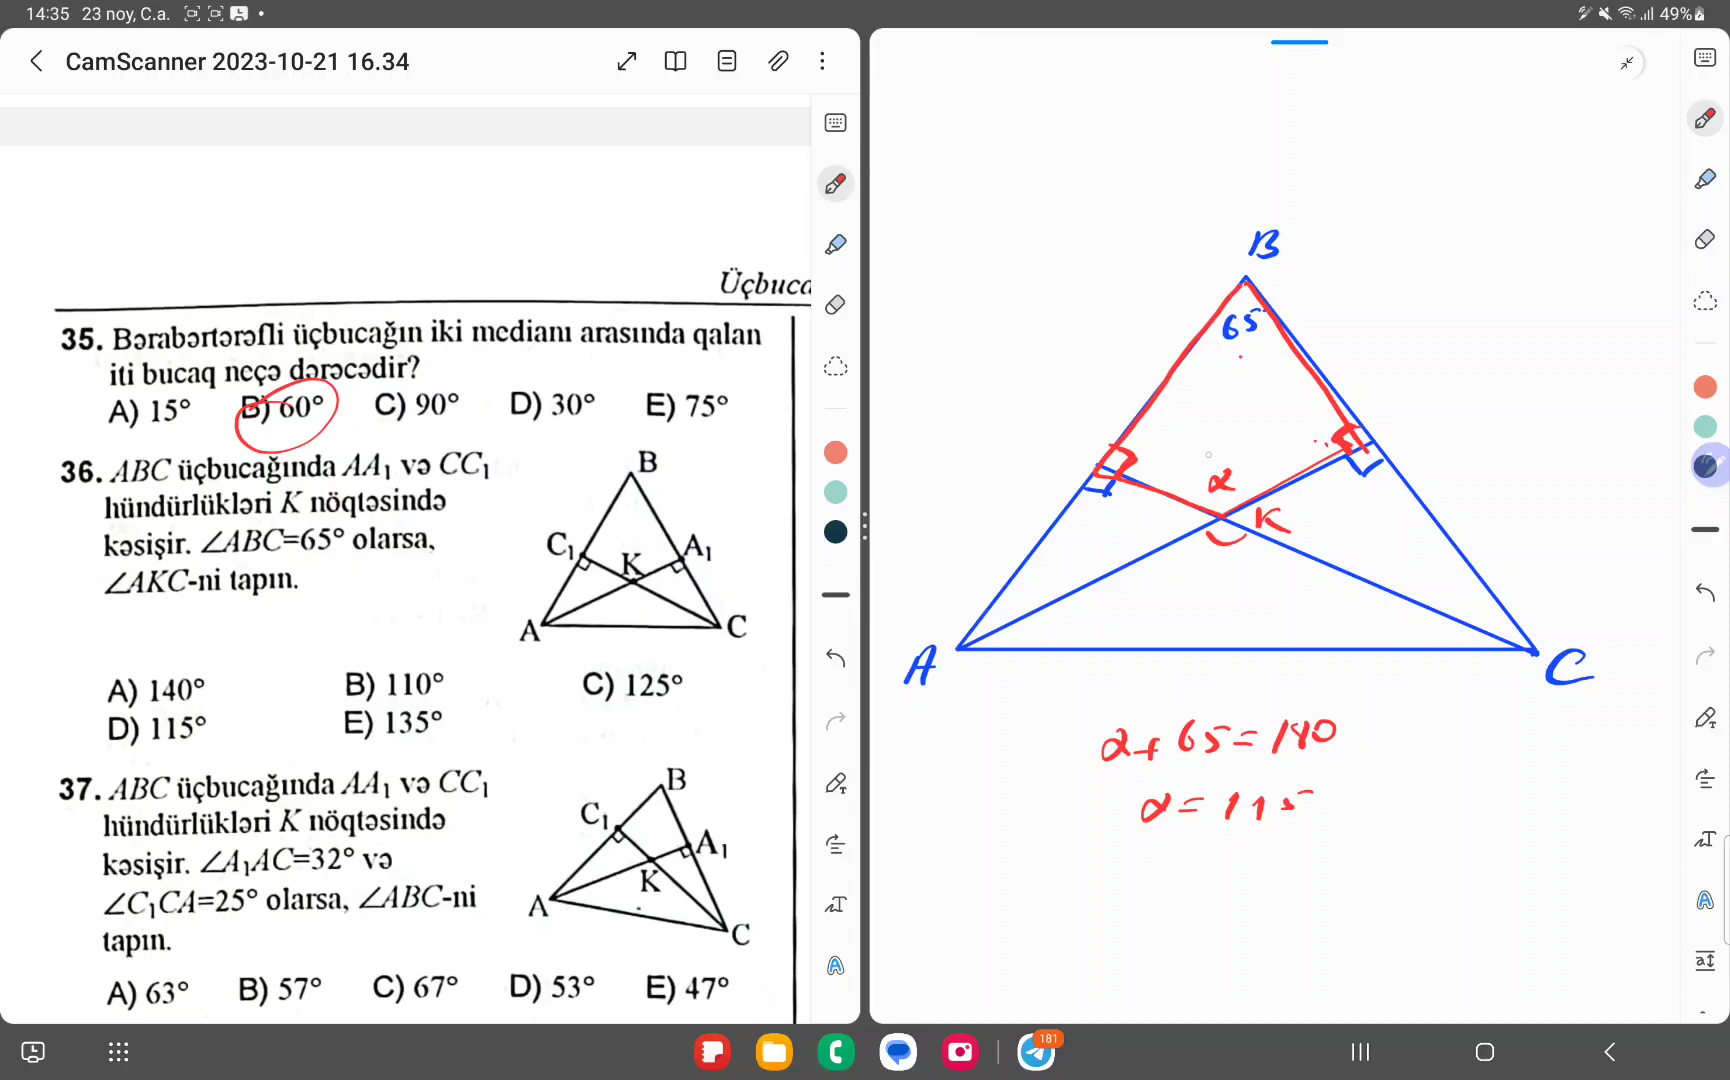 14:35 23 noy, C.a.
49%
CamScanner 2023-10-21 16.34
Üçbuca
35. Bərabərtərəfli üçbucağın iki medianı arasında qalan
iti bucaq neçə dərəcədir?
A) 15° B) 60° C) 90° D) 30° E) 75°
36. ABC üçbucağında AA₁ və CC₁
hündürlükləri K nöqtəsində
kəsişir. ∠ABC=65° olarsa,
∠AKC-ni tapın.
B
C₁
K
A₁
A
C
A) 140° B) 110° C) 125°
D) 115° E) 135°
37. ABC üçbucağında AA₁ və CC₁
hündürlükləri K nöqtəsində
kəsişir. ∠A₁AC=32° və
∠C₁CA=25° olarsa, ∠ABC-ni
tapın.
B
C₁
A₁
K
A
C
A) 63° B) 57° C) 67° D) 53° E) 47°
B
65
α
K
A
C
α+65=180
α=115
181